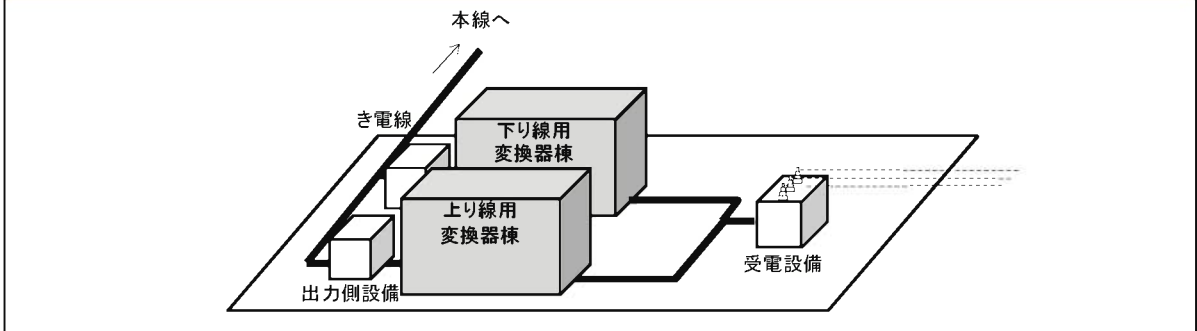 本線へ
き電線
下り線用
変換器棟
上り線用
変換器棟
受電設備
出力側設備